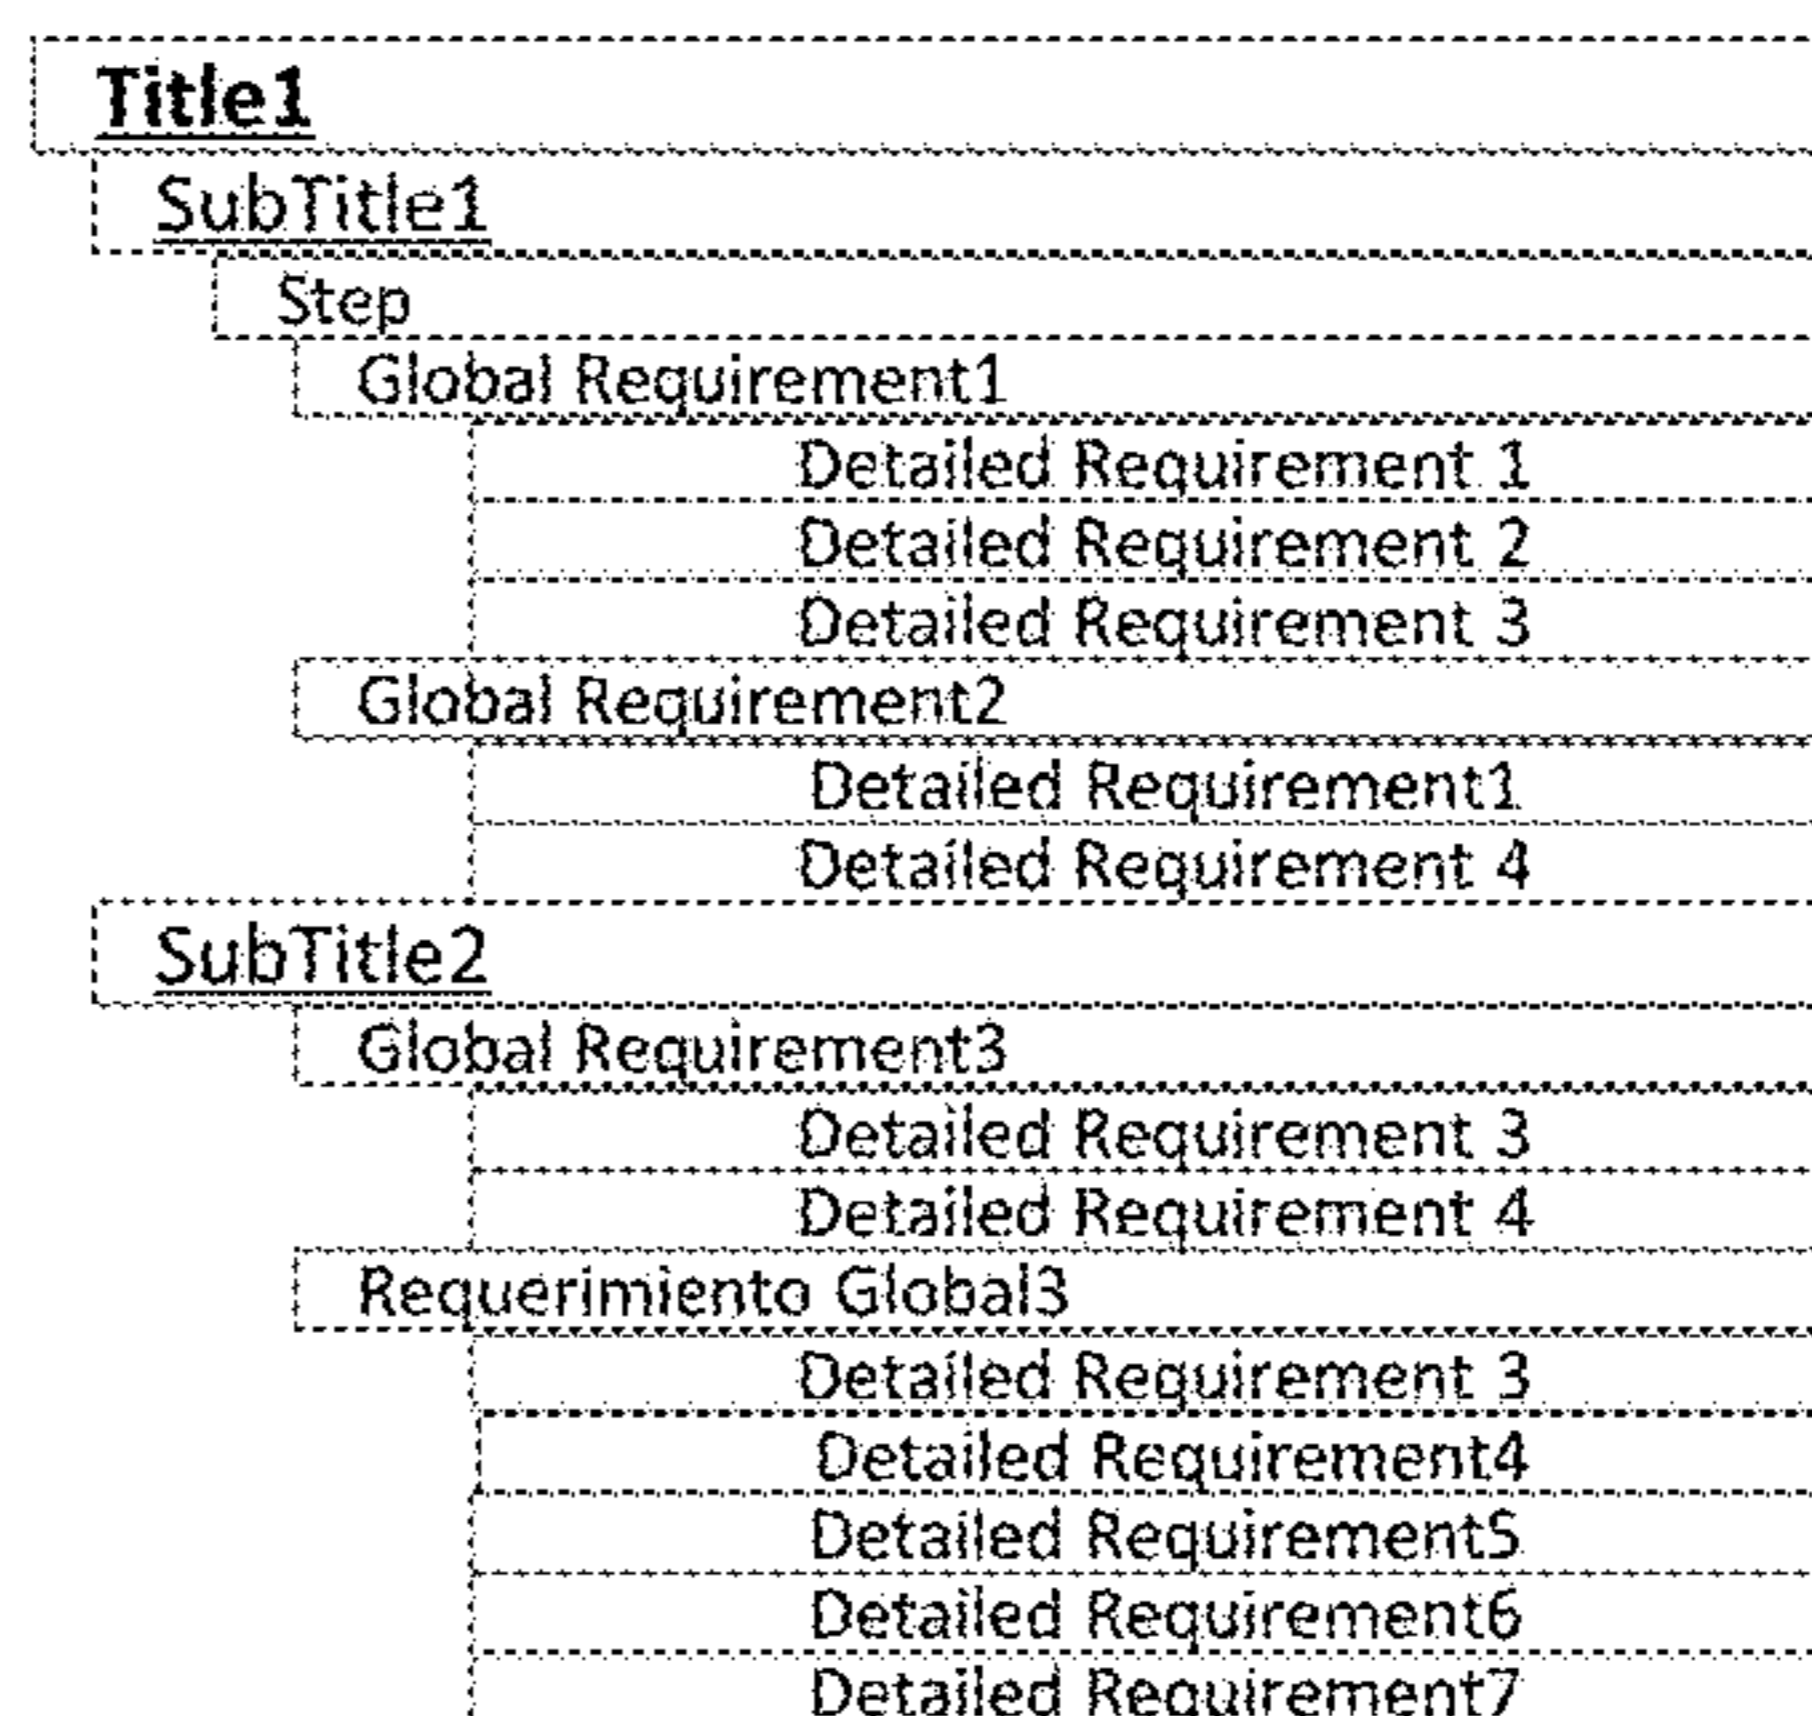 Title1
SubTitle1
Step
Global Requirement1
Detailed Requirement 1
Detailed Requirement 2
Detailed Requirement 3
Global Requirement2
Detailed Requirement1
Detailed Requirement 4
SubTitle2
Global Requirement3
Detailed Requirement 3
Detailed Requirement 4
Requerimiento Global3
Detailed Requirement 3
Detailed Requirement4
Detailed Requirement5
Detailed Requirement6
Detailed Requirement7